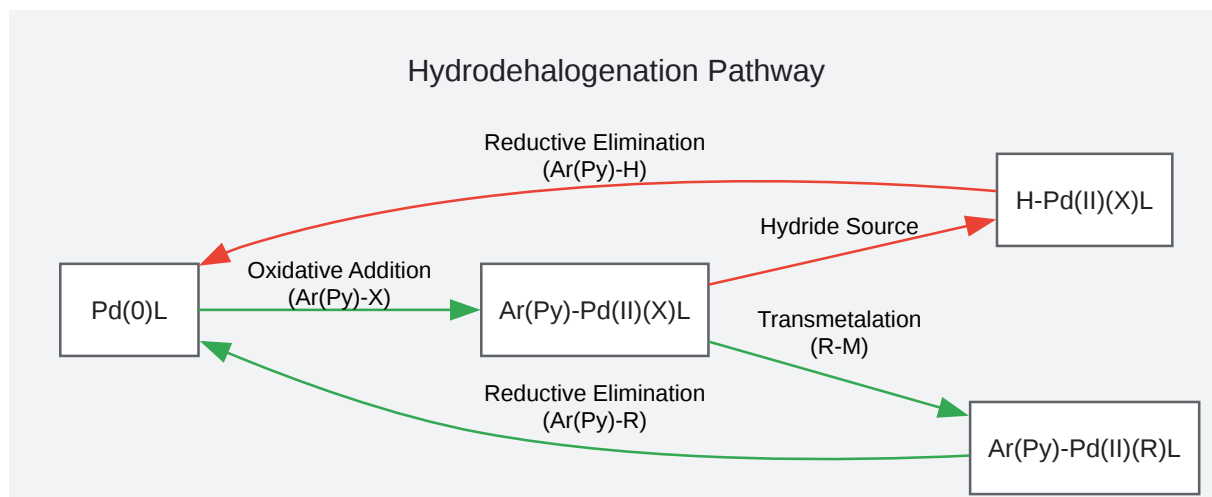 Hydrodehalogenation Pathway
Reductive Elimination
(Ar(Py)-H)
H-Pd(II)(X)L
Hydride Source
Oxidative Addition
(Ar(Py)-X)
Pd(0)L
Ar(Py)-Pd(II)(X)L
Transmetalation
(R-M)
Reductive Elimination
(Ar(Py)-R)
Ar(Py)-Pd(II)(R)L